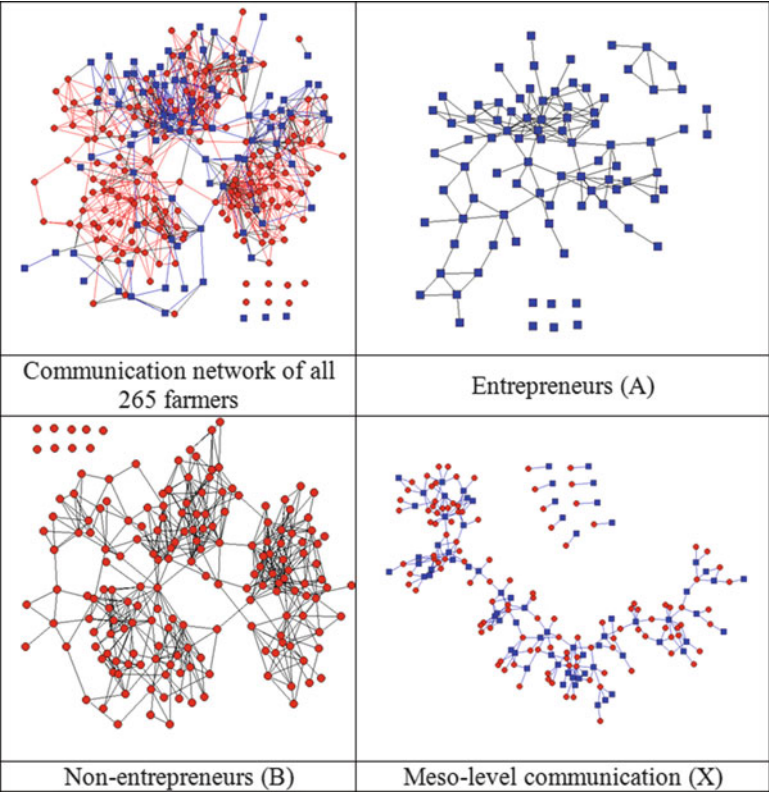 Communication network of all
265 farmers
Entrepreneurs (A)
Non-entrepreneurs (B)
Meso-level communication (X)